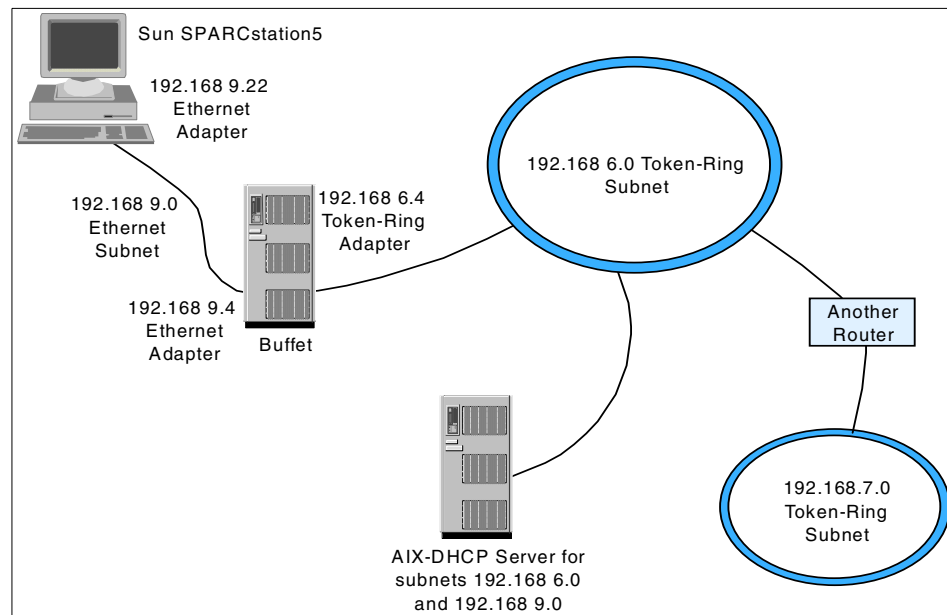 Sun SPARCstation5
192.168 9.22
Ethernet
Adapter
192.168 9.0
Ethernet
Subnet
192.168 6.4
Token-Ring
Adapter
192.168 9.4
Ethernet
Adapter
Buffet
192.168 6.0 Token-Ring
Subnet
Another
Router
192.168.7.0
Token-Ring
Subnet
AIX-DHCP Server for
subnets 192.168 6.0
and 192.168 9.0